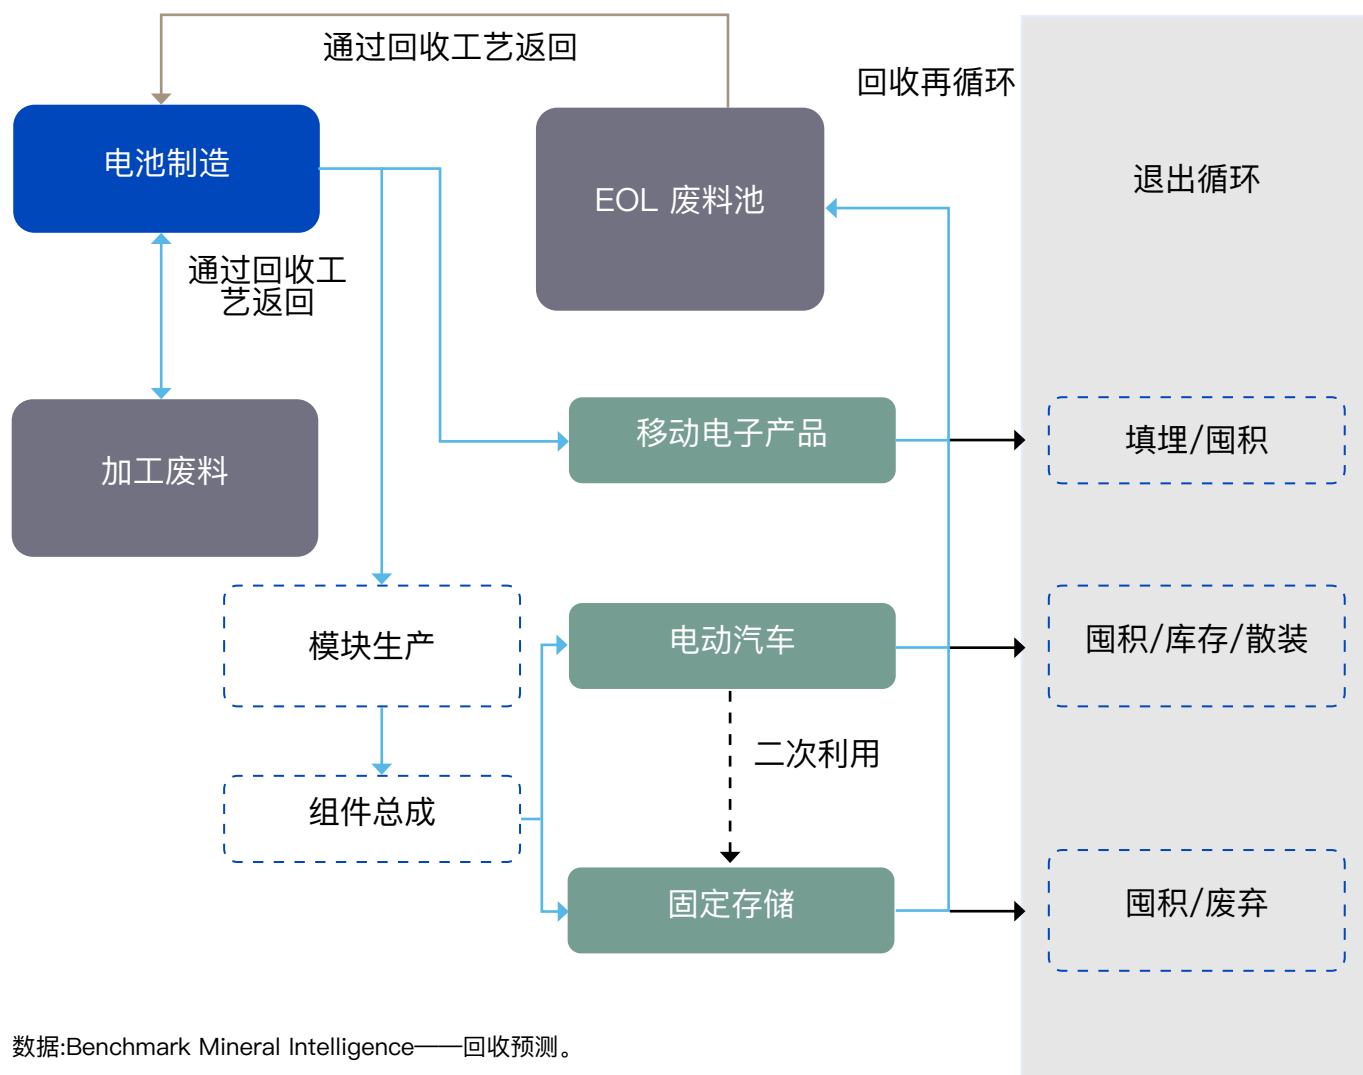 通过回收工艺返回
回收再循环
电池制造
EOL 废料池
退出循环
通过回收工
艺返回
移动电子产品
填埋/囤积
加工废料
模块生产
电动汽车
囤积/库存/散装
二次利用
组件总成
固定存储
囤积/废弃
数据:Benchmark Mineral Intelligence——回收预测。